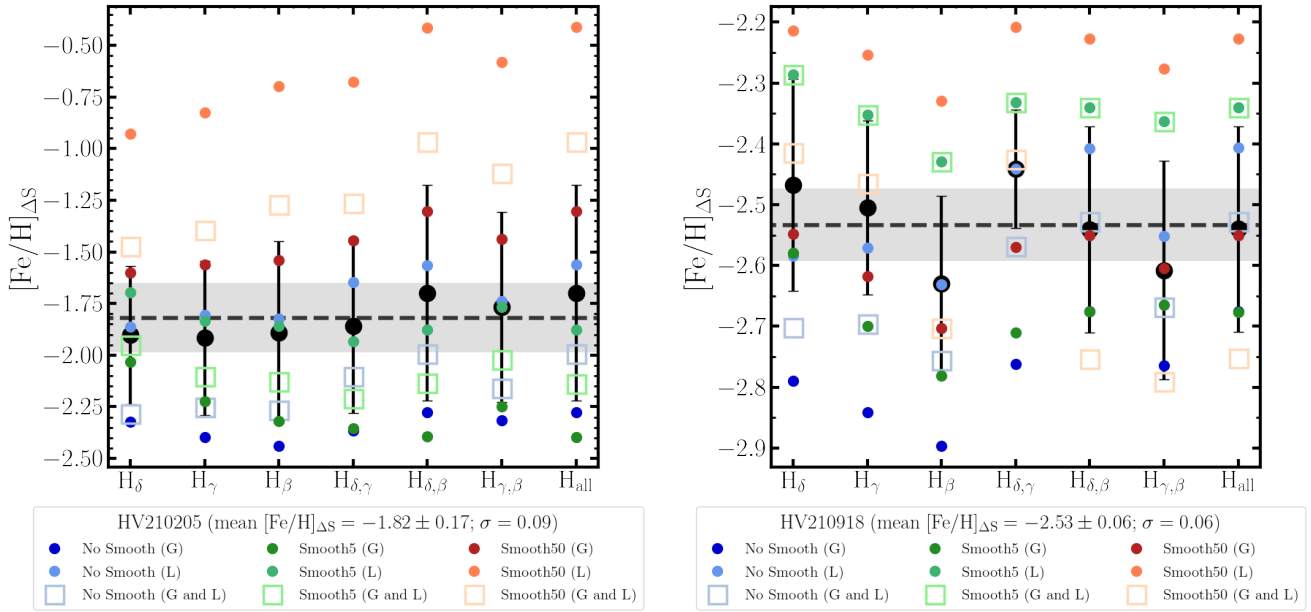 [Fe/H]ΔS
−0.50
−0.75
−1.00
−1.25
−1.50
−1.75
−2.00
−2.25
−2.50
Hδ Hγ Hβ Hδ,γ Hδ,β Hγ,β Hall
HV210205 (mean [Fe/H]ΔS = −1.82 ± 0.17; σ = 0.09)
No Smooth (G) Smooth5 (G) Smooth50 (G)
No Smooth (L) Smooth5 (L) Smooth50 (L)
No Smooth (G and L) Smooth5 (G and L) Smooth50 (G and L)
[Fe/H]ΔS
−2.2
−2.3
−2.4
−2.5
−2.6
−2.7
−2.8
−2.9
Hδ Hγ Hβ Hδ,γ Hδ,β Hγ,β Hall
HV210918 (mean [Fe/H]ΔS = −2.53 ± 0.06; σ = 0.06)
No Smooth (G) Smooth5 (G) Smooth50 (G)
No Smooth (L) Smooth5 (L) Smooth50 (L)
No Smooth (G and L) Smooth5 (G and L) Smooth50 (G and L)